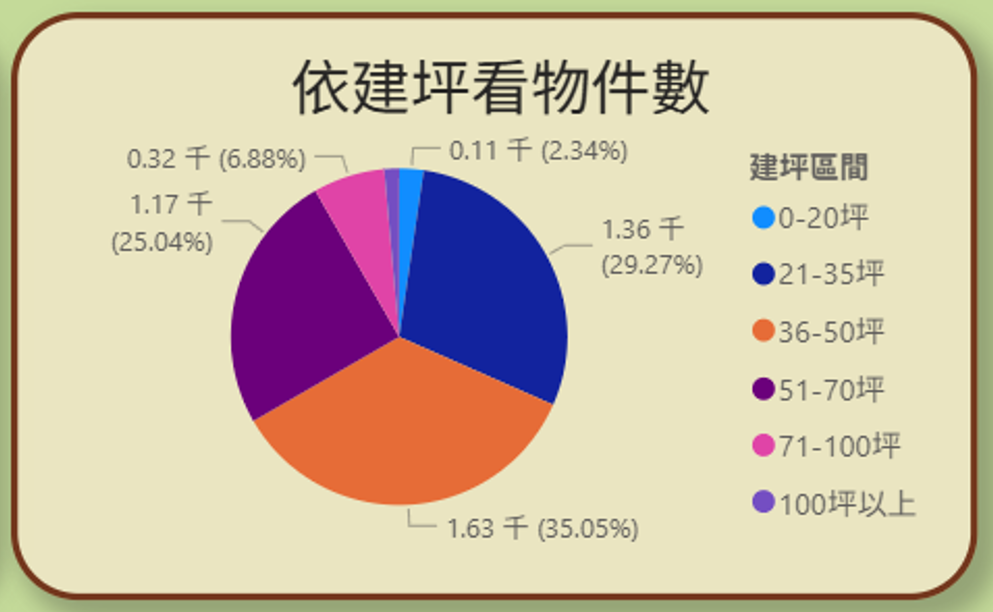 依建坪看物件數
0.32 千 (6.88%)
0.11 千 (2.34%)
1.17 千
(25.04%)
1.36 千
(29.27%)
1.63 千 (35.05%)
建坪區間
0-20坪
21-35坪
36-50坪
51-70坪
71-100坪
100坪以上